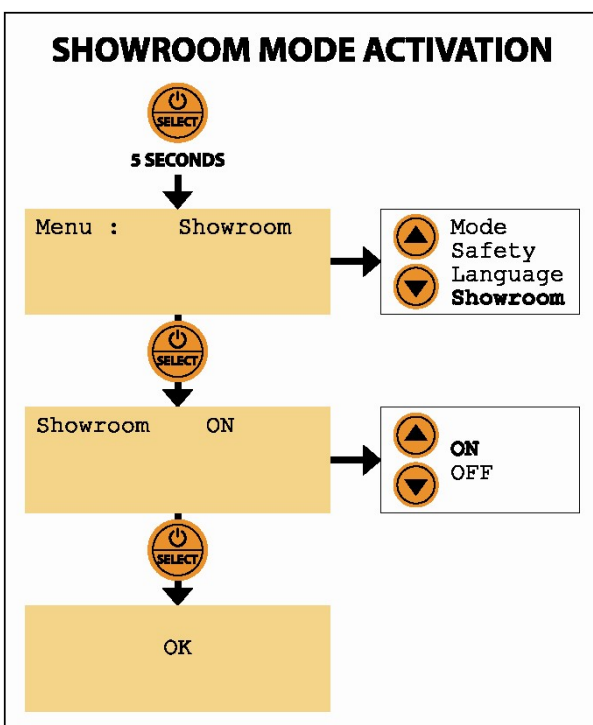 SHOWROOM MODE ACTIVATION
SELECT
5 SECONDS
Menu : Showroom
Mode
Safety
Language
Showroom
SELECT
Showroom ON
ON
OFF
SELECT
OK